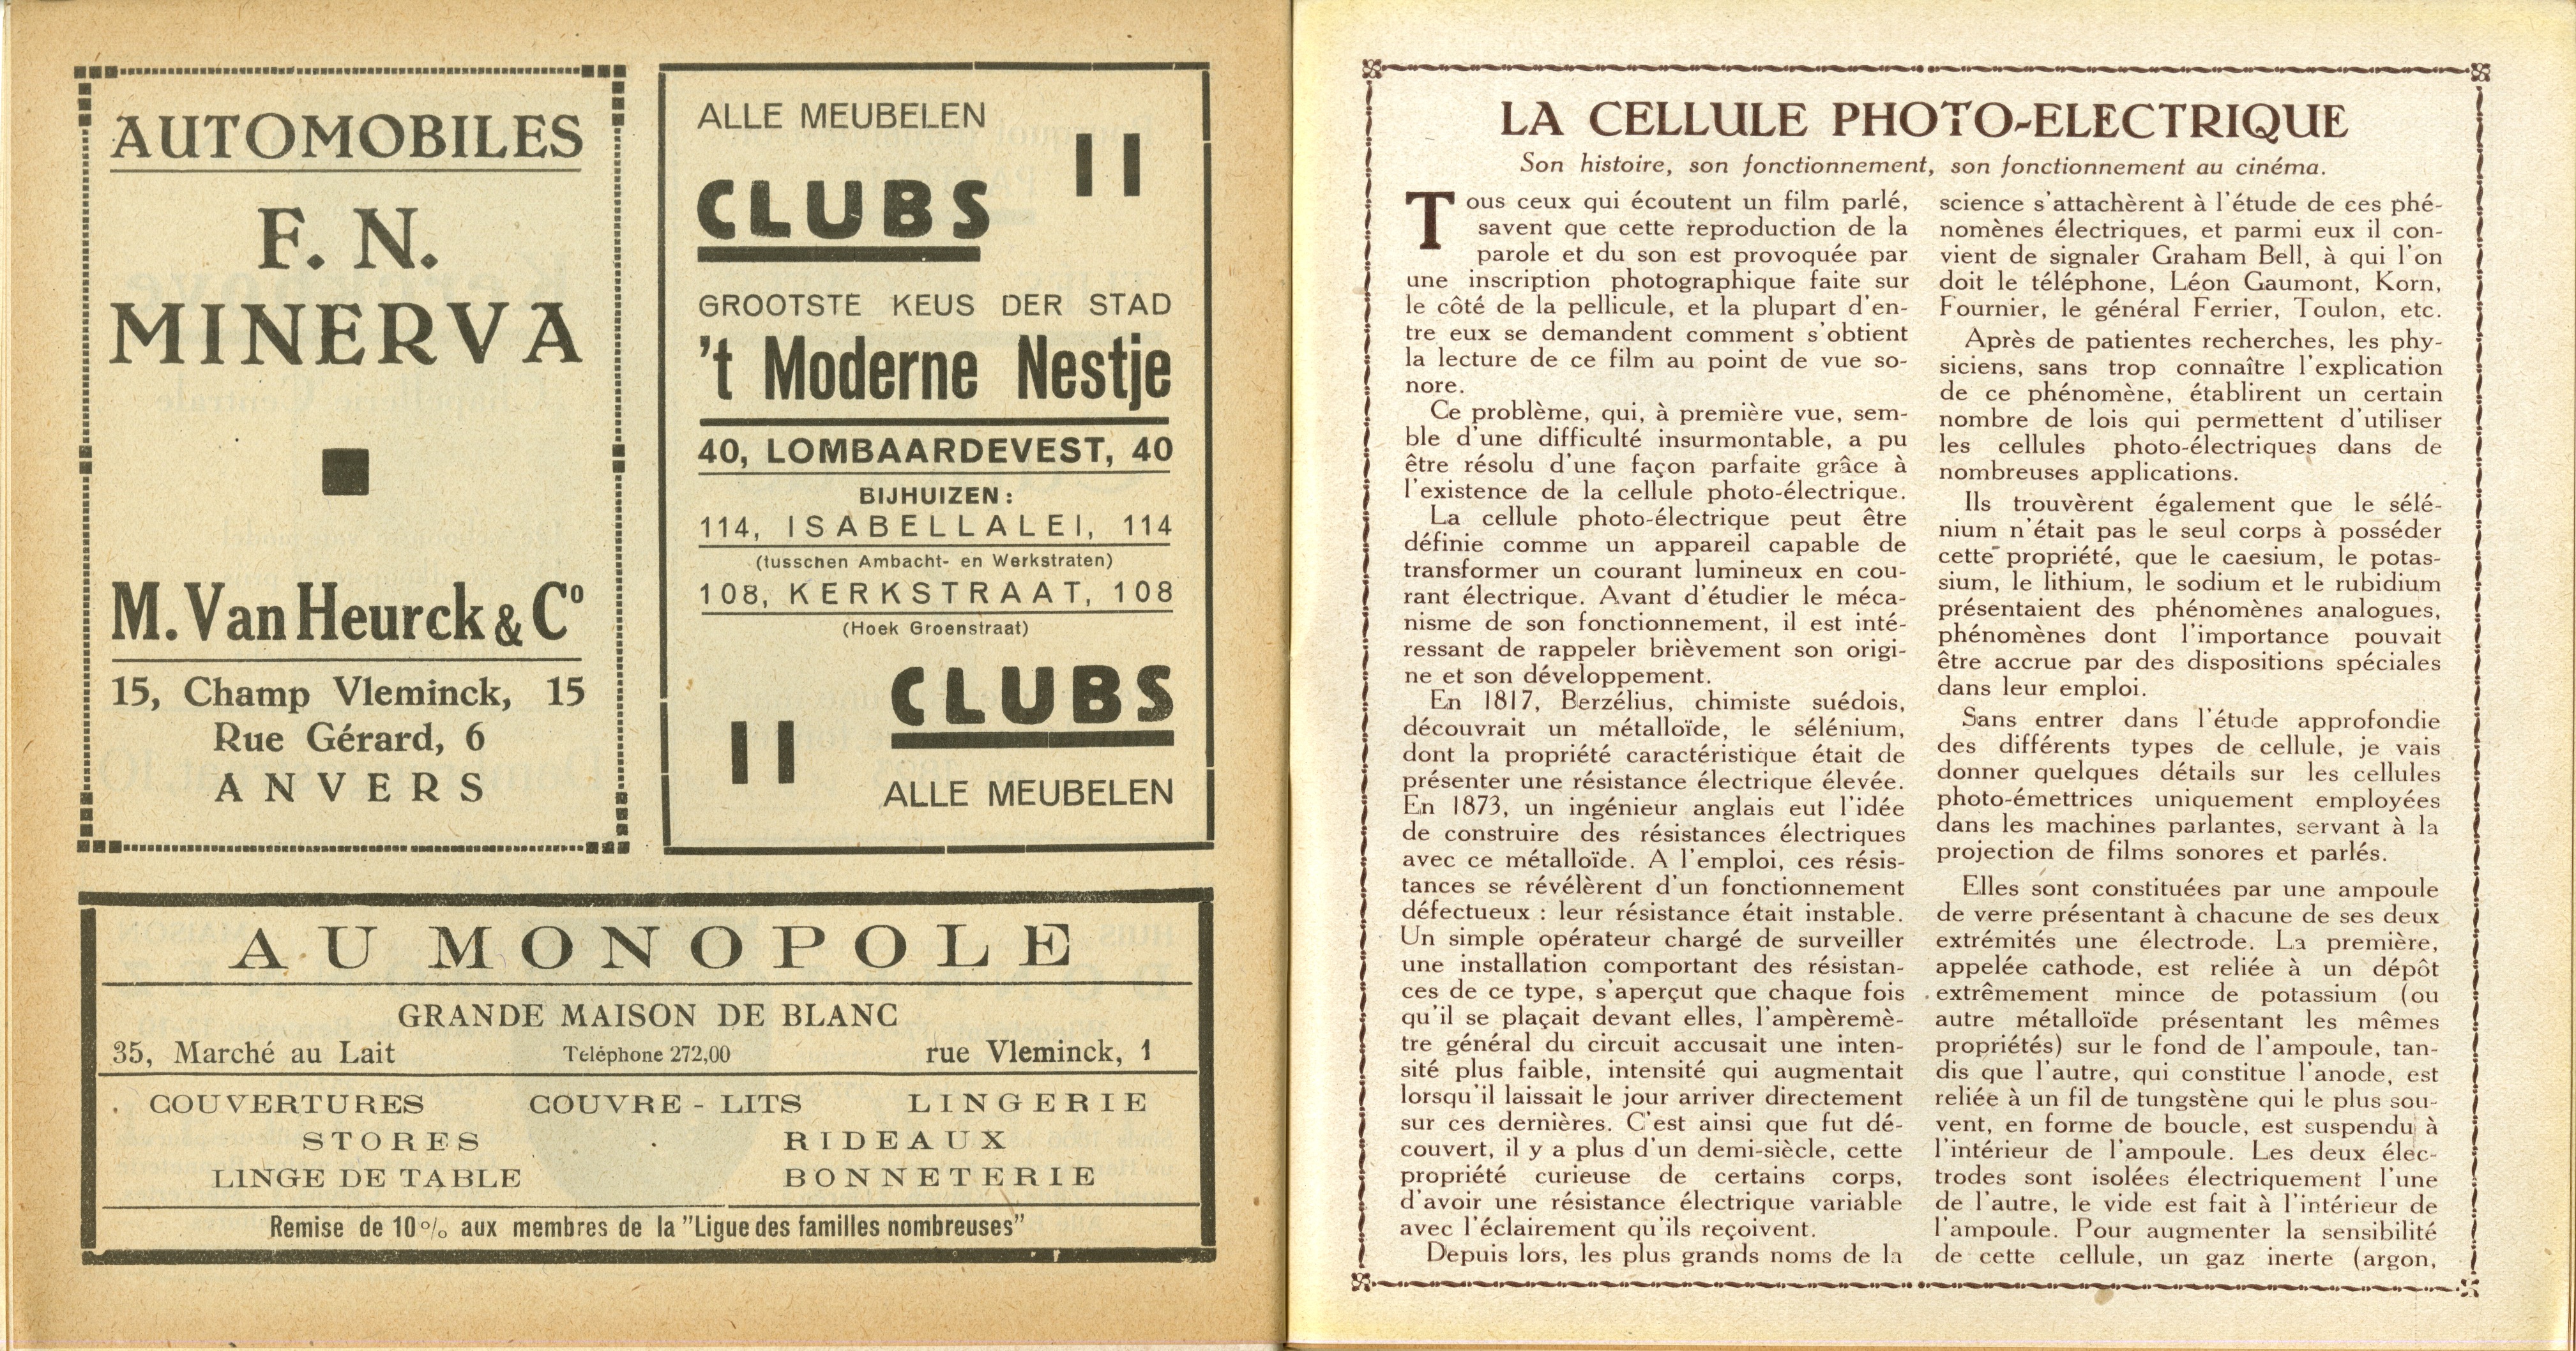 AUTOMOBILES
F. N.
MINERVA
M. Van Heurck & Cº
15, Champ Vleminck, 15
Rue Gérard, 6
ANVERS
ALLE MEUBELEN
CLUBS
GROOTSTE KEUS DER STAD
't Moderne Nestje
40, LOMBAARDEVEST, 40
BIJHUIZEN :
114, ISABELLALEI, 114
(tusschen Ambacht- en Werkstraten)
108, KERKSTRAAT, 108
(Hoek Groenstraat)
CLUBS
ALLE MEUBELEN
AU MONOPOLE
GRANDE MAISON DE BLANC
35, Marché au Lait Téléphone 272,00 rue Vleminck, 1
COUVERTURES COUVRE - LITS LINGERIE
STORES RIDEAUX
LINGE DE TABLE BONNETERIE
Remise de 10% aux membres de la "Ligue des familles nombreuses"
LA CELLULE PHOTO-ELECTRIQUE
Son histoire, son fonctionnement, son fonctionnement au cinéma.
Tous ceux qui écoutent un film parlé,
savent que cette reproduction de la
parole et du son est provoquée par
une inscription photographique faite sur
le côté de la pellicule, et la plupart d'en-
tre eux se demandent comment s'obtient
la lecture de ce film au point de vue so-
nore.
Ce problème, qui, à première vue, sem-
ble d'une difficulté insurmontable, a pu
être résolu d'une façon parfaite grâce à
l'existence de la cellule photo-électrique.
La cellule photo-électrique peut être
définie comme un appareil capable de
transformer un courant lumineux en cou-
rant électrique. Avant d'étudier le méca-
nisme de son fonctionnement, il est inté-
ressant de rappeler brièvement son origi-
ne et son développement.
En 1817, Berzélius, chimiste suédois,
découvrait un métalloïde, le sélénium,
dont la propriété caractéristique était de
présenter une résistance électrique élevée.
En 1873, un ingénieur anglais eut l'idée
de construire des résistances électriques
avec ce métalloïde. A l'emploi, ces résis-
tances se révélèrent d'un fonctionnement
défectueux : leur résistance était instable.
Un simple opérateur chargé de surveiller
une installation comportant des résistan-
ces de ce type, s'aperçut que chaque fois
qu'il se plaçait devant elles, l'ampèremè-
tre général du circuit accusait une inten-
sité plus faible, intensité qui augmentait
lorsqu'il laissait le jour arriver directement
sur ces dernières. C'est ainsi que fut dé-
couvert, il y a plus d'un demi-siècle, cette
propriété curieuse de certains corps,
d'avoir une résistance électrique variable
avec l'éclairement qu'ils reçoivent.
Depuis lors, les plus grands noms de la
science s'attachèrent à l'étude de ces phé-
nomènes électriques, et parmi eux il con-
vient de signaler Graham Bell, à qui l'on
doit le téléphone, Léon Gaumont, Korn,
Fournier, le général Ferrier, Toulon, etc.
Après de patientes recherches, les phy-
siciens, sans trop connaître l'explication
de ce phénomène, établirent un certain
nombre de lois qui permettent d'utiliser
les cellules photo-électriques dans de
nombreuses applications.
Ils trouvèrent également que le sélé-
nium n'était pas le seul corps à posséder
cette propriété, que le caesium, le potas-
sium, le lithium, le sodium et le rubidium
présentaient des phénomènes analogues,
phénomènes dont l'importance pouvait
être accrue par des dispositions spéciales
dans leur emploi.
Sans entrer dans l'étude approfondie
des différents types de cellule, je vais
donner quelques détails sur les cellules
photo-émettrices uniquement employées
dans les machines parlantes, servant à la
projection de films sonores et parlés.
Elles sont constituées par une ampoule
de verre présentant à chacune de ses deux
extrémités une électrode. La première,
appelée cathode, est reliée à un dépôt
extrêmement mince de potassium (ou
autre métalloïde présentant les mêmes
propriétés) sur le fond de l'ampoule, tan-
dis que l'autre, qui constitue l'anode, est
reliée à un fil de tungstène qui le plus sou-
vent, en forme de boucle, est suspendu à
l'intérieur de l'ampoule. Les deux élec-
trodes sont isolées électriquement l'une
de l'autre, le vide est fait à l'intérieur de
l'ampoule. Pour augmenter la sensibilité
de cette cellule, un gaz inerte (argon,